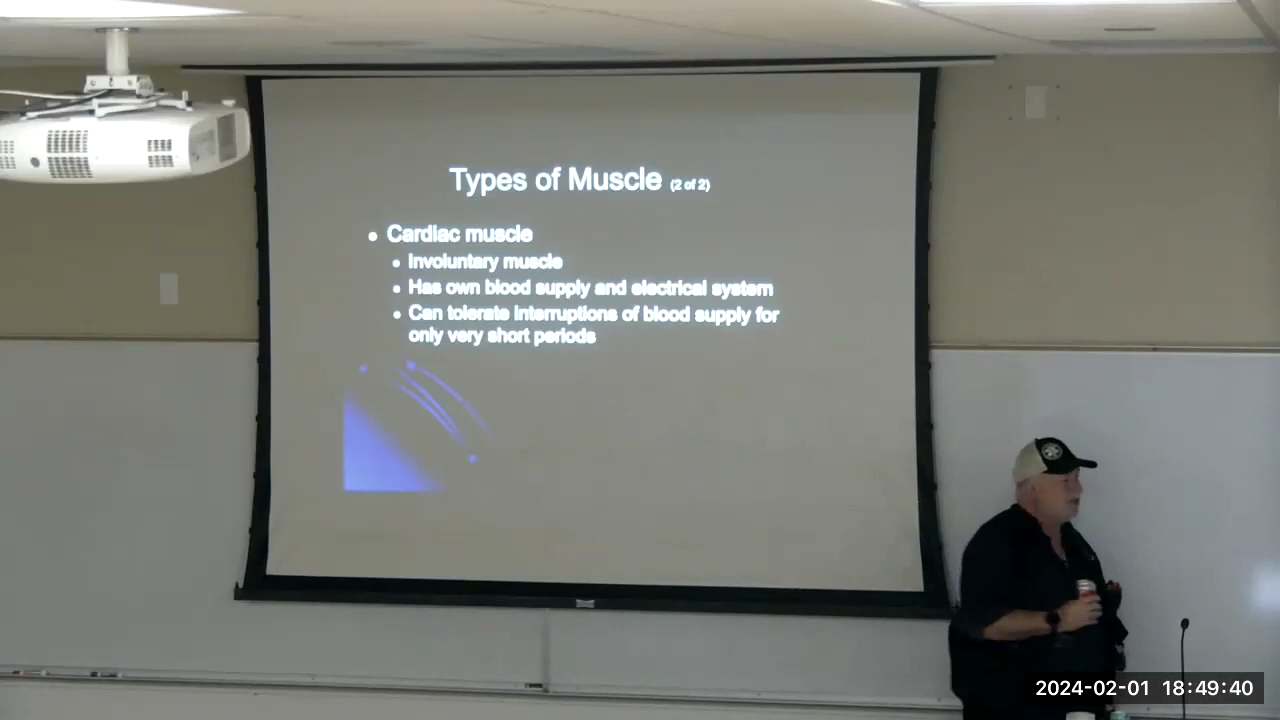 Types of Muscle (2 of 2)
• Cardiac muscle
• Involuntary muscle
• Has own blood supply and electrical system
• Can tolerate interruptions of blood supply for
only very short periods
2024-02-01 18:49:40